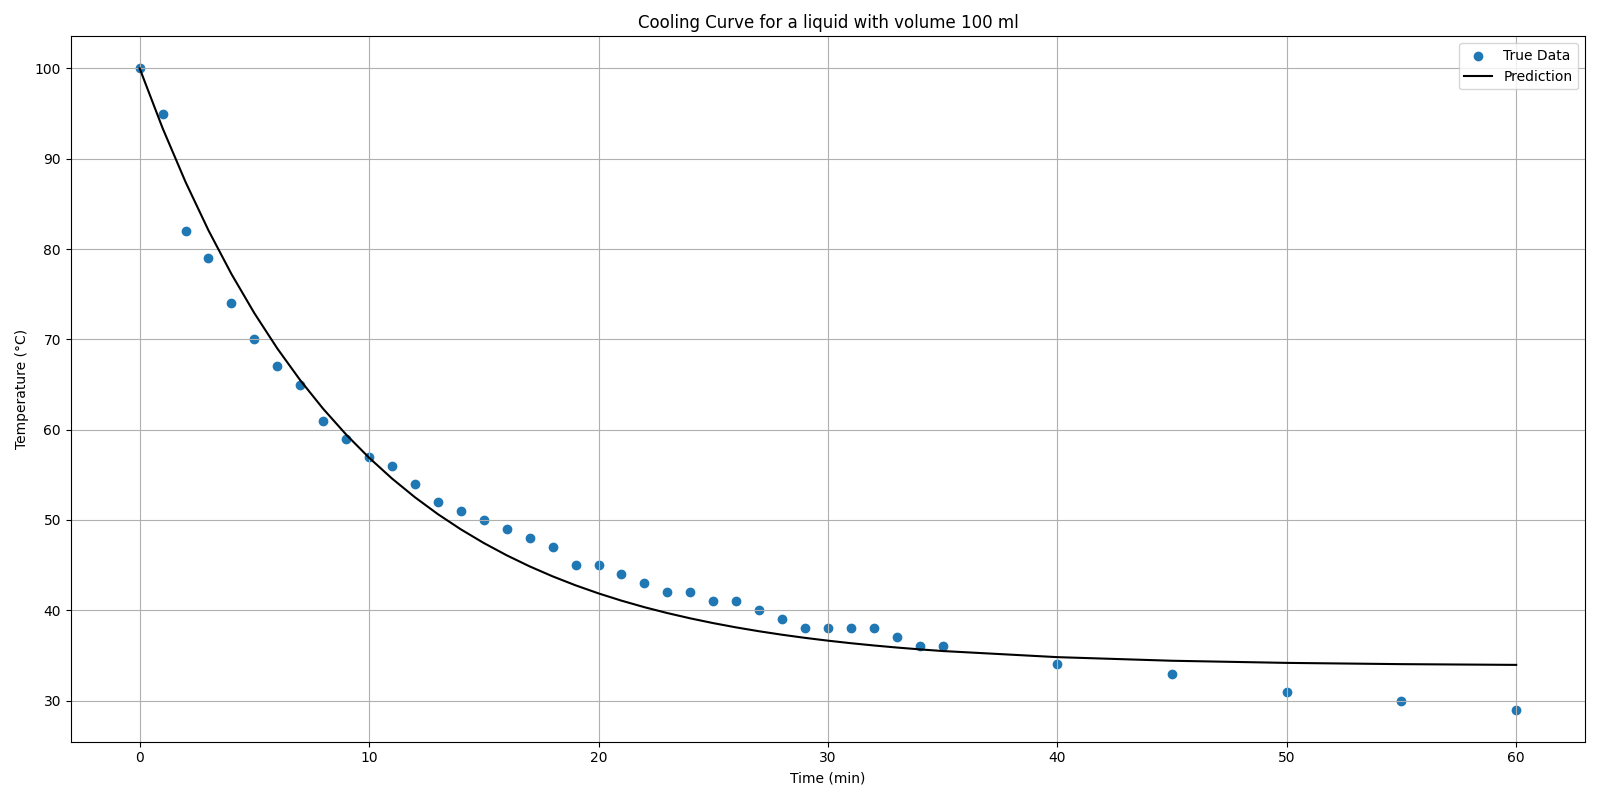 Cooling Curve for a liquid with volume 100 ml
True Data
Prediction
Temperature (°C)
100
90
80
70
60
50
40
30
0 10 20 30 40 50 60
Time (min)